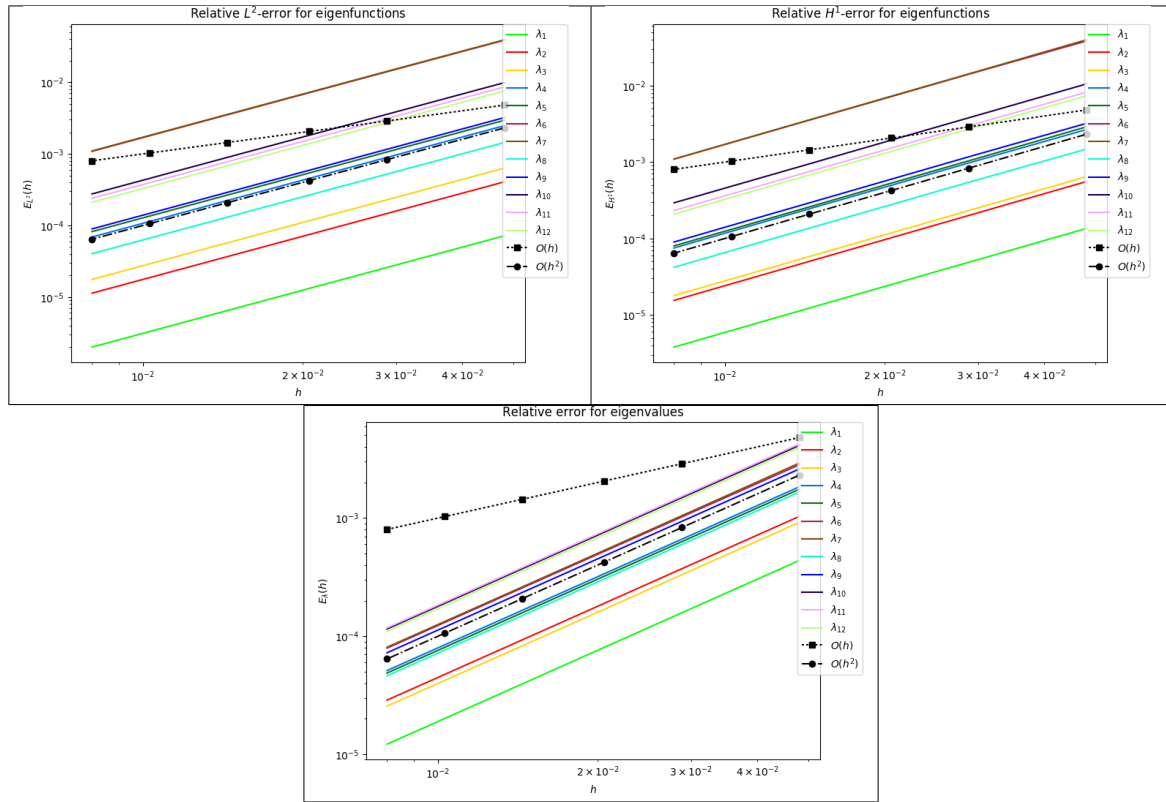 Relative L²-error for eigenfunctions
E_{L²}(h)
10⁻²
10⁻³
10⁻⁴
10⁻⁵
10⁻²
2 × 10⁻²
3 × 10⁻²
4 × 10⁻²
h
λ₁
λ₂
λ₃
λ₄
λ₅
λ₆
λ₇
λ₈
λ₉
λ₁₀
λ₁₁
λ₁₂
O(h)
O(h²)
Relative H¹-error for eigenfunctions
E_{H¹}(h)
10⁻²
10⁻³
10⁻⁴
10⁻⁵
10⁻²
2 × 10⁻²
3 × 10⁻²
4 × 10⁻²
h
λ₁
λ₂
λ₃
λ₄
λ₅
λ₆
λ₇
λ₈
λ₉
λ₁₀
λ₁₁
λ₁₂
O(h)
O(h²)
Relative error for eigenvalues
E_λ(h)
10⁻³
10⁻⁴
10⁻⁵
10⁻²
2 × 10⁻²
3 × 10⁻²
4 × 10⁻²
h
λ₁
λ₂
λ₃
λ₄
λ₅
λ₆
λ₇
λ₈
λ₉
λ₁₀
λ₁₁
λ₁₂
O(h)
O(h²)